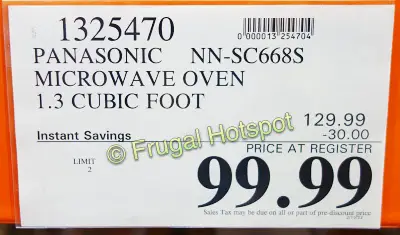 1325470
0000013254704
PANASONIC NN-SC668S
MICROWAVE OVEN
1.3 CUBIC FOOT
129.99
Instant Savings -30.00
© Frugal Hotspot
PRICE AT REGISTER
LIMIT
2
99.99
Sales Tax may be due on all or part of pre-discount price